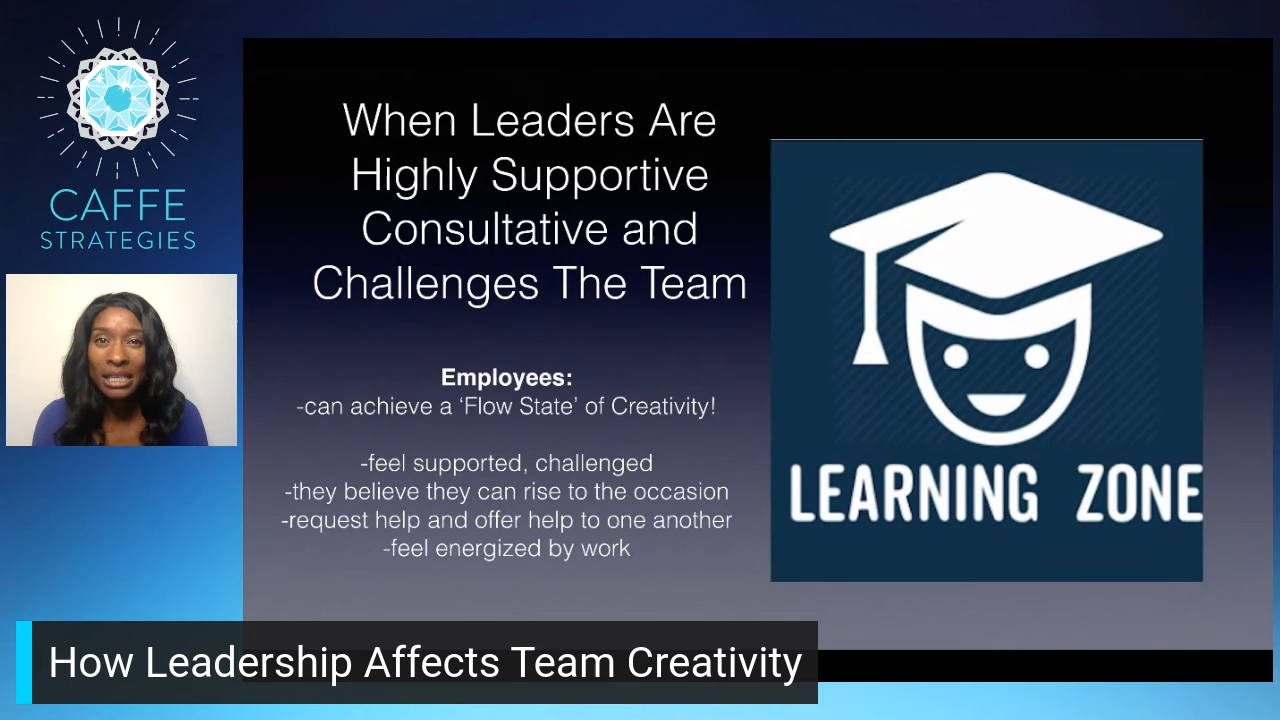 CAFFE
STRATEGIES
When Leaders Are
Highly Supportive
Consultative and
Challenges The Team
Employees:
-can achieve a ‘Flow State’ of Creativity!
-feel supported, challenged
-they believe they can rise to the occasion
-request help and offer help to one another
-feel energized by work
LEARNING ZONE
How Leadership Affects Team Creativity